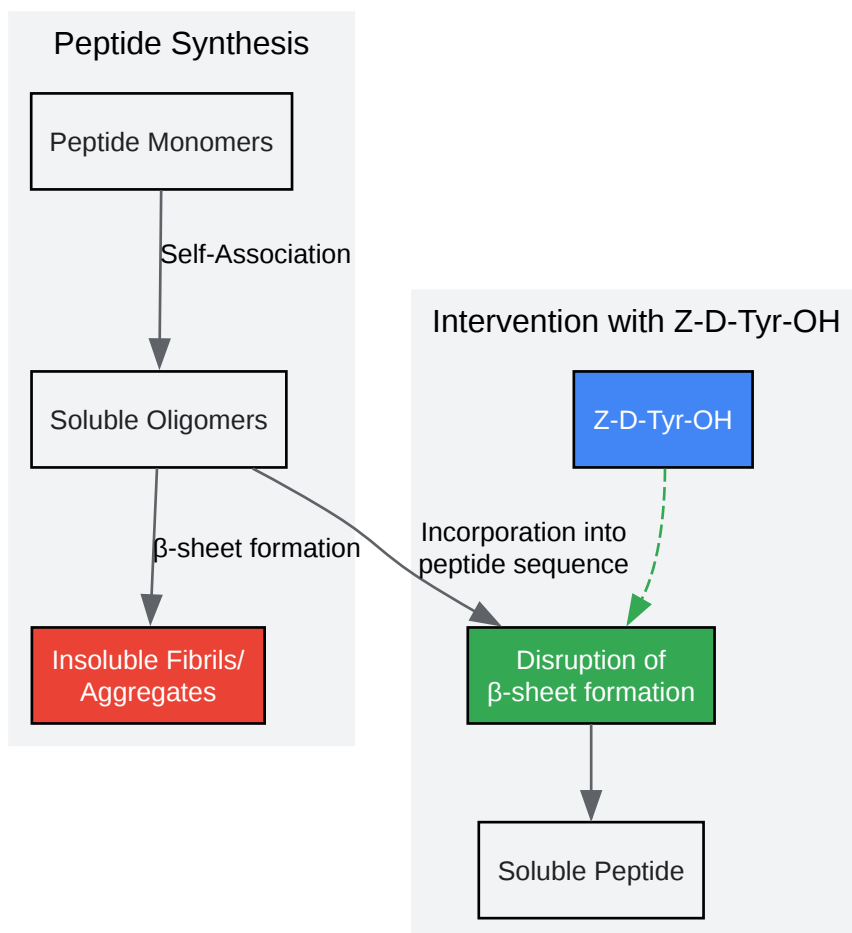 Peptide Synthesis
Peptide Monomers
Self-Association
Soluble Oligomers
β-sheet formation
Insoluble Fibrils/
Aggregates
Intervention with Z-D-Tyr-OH
Z-D-Tyr-OH
Incorporation into
peptide sequence
Disruption of
β-sheet formation
Soluble Peptide